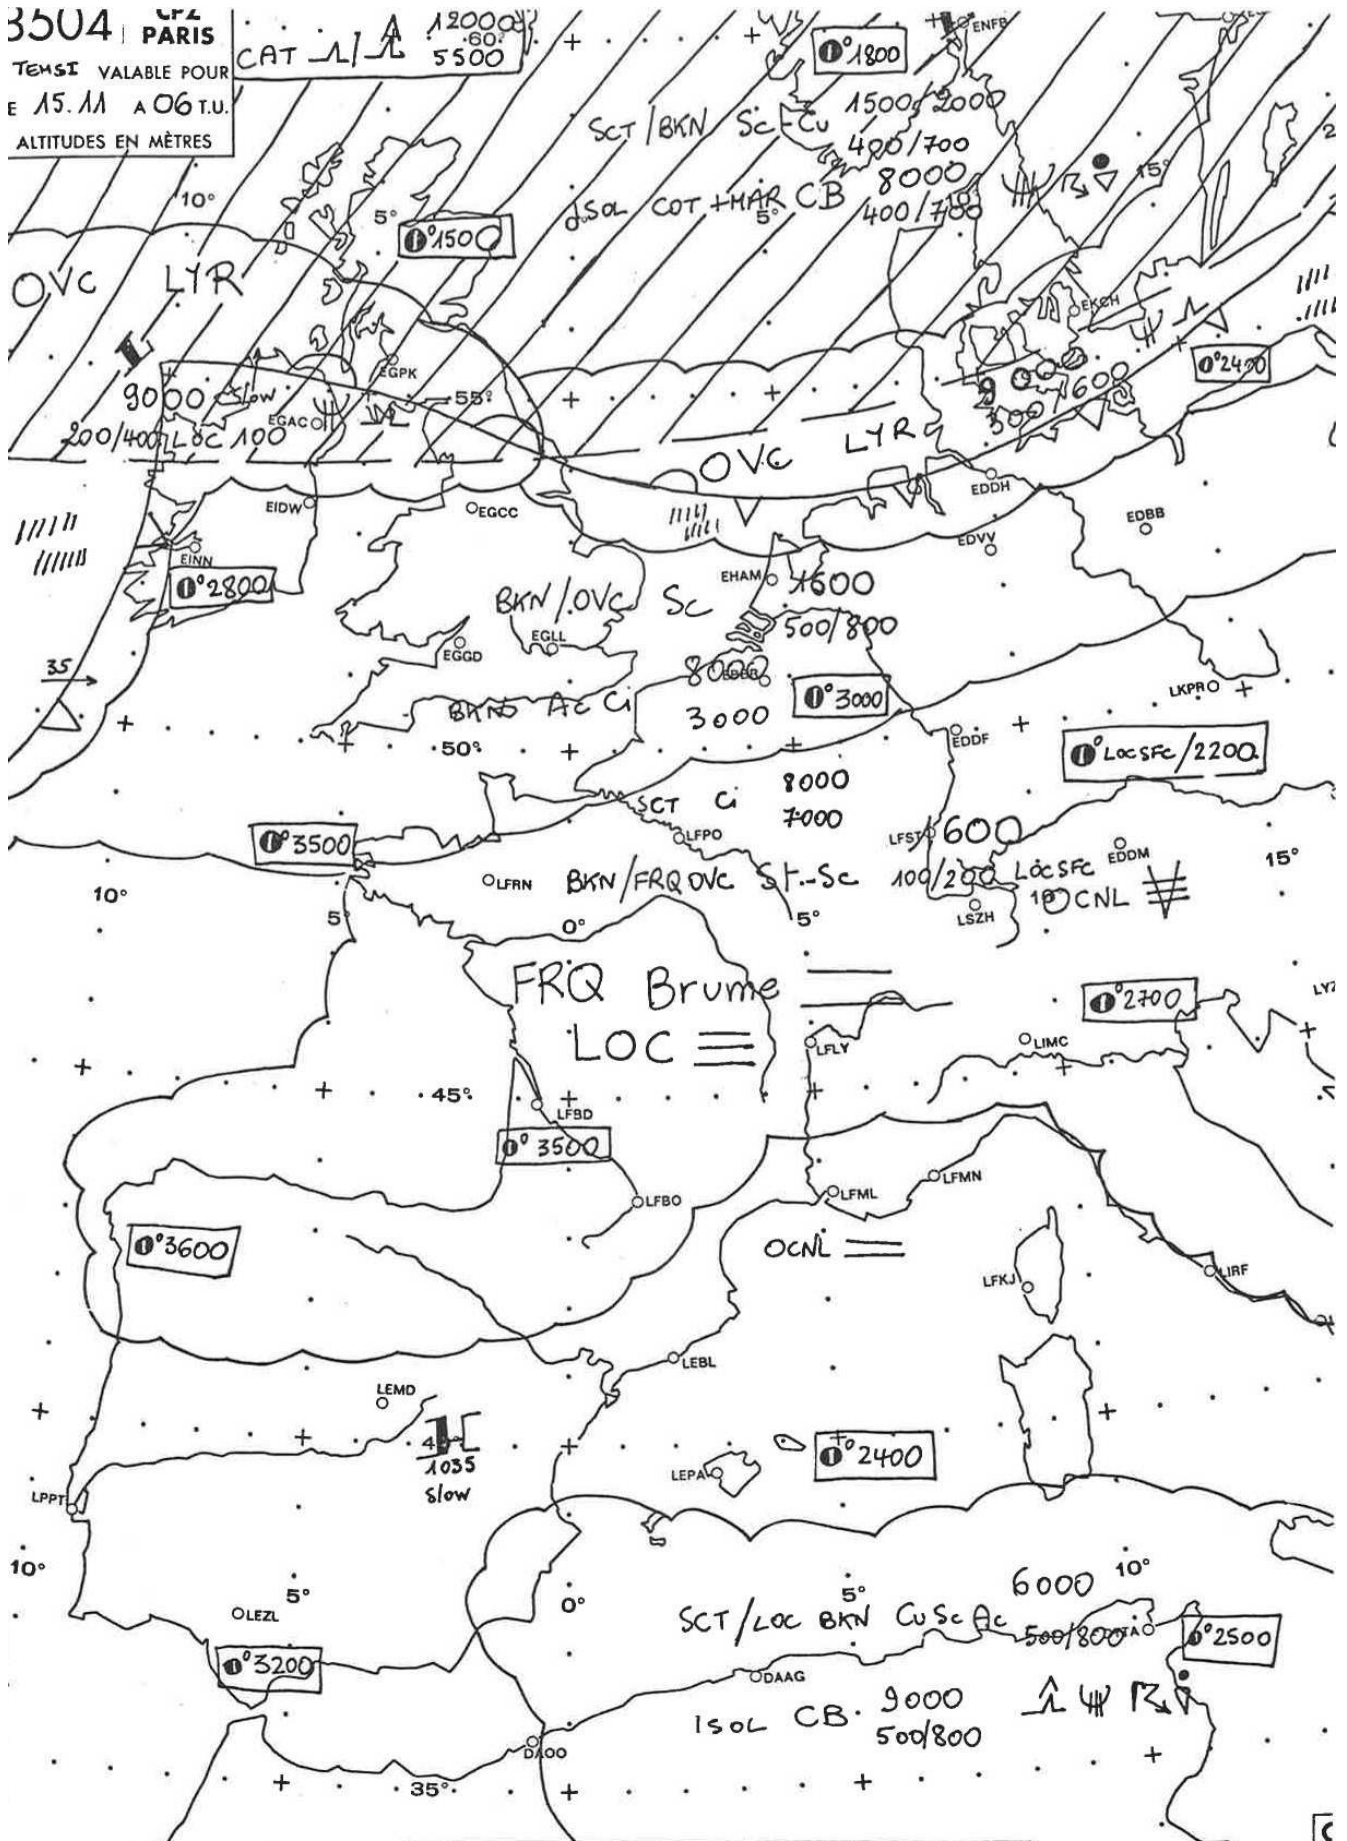 3504 CPZ
PARIS
TEMSI VALABLE POUR
E 15.11 A 06 T.U.
ALTITUDES EN MÈTRES
CAT 12000
60
5500
ENFB
0° 1800
SCT/BKN Sc-Cu 1500/2000
400/700
ISOL COT + MAR CB 8000
400/700
15°
10°
5°
5°
0° 1500
OVC LYR
EKCH
L
EGPK
0° 2400
9000 Slow
55°
EGAC
200/400 LOC 100
OVC LYR
9 600
300
EIDW
EGCC
EDDH
EDBB
EDVV
EINN
0° 2800
EHAM
BKN/OVC Sc 1600
500/800
EGLL
EGGD
35
8000
3000
BKN Ac Ci
0° 3000
LKPR
50°
EDDF
0° LOC SFC/2200
SCT Ci 8000
7000
0° 3500
LFPO
LFST
600
EDDM
15°
LFRN
BKN/FRQ OVC St-Sc 100/200 LOC SFC
100 OCNL
LSZH
10°
5°
0°
5°
FRQ Brume
LOC
0° 2700
LFLY
LIMC
45°
LFBD
0° 3500
LFBO
LFML
LFMN
0° 3600
OCNL
LFKJ
LIRF
LEBL
LEMD
H
1035
Slow
LEPA
0° 2400
LPPT
10°
5°
0°
5°
10°
LEZL
6000
SCT/LOC BKN Cu Sc Ac 500/800
0° 2500
0° 3200
DAAG
ISOL CB 9000
500/800
DAOO
35°